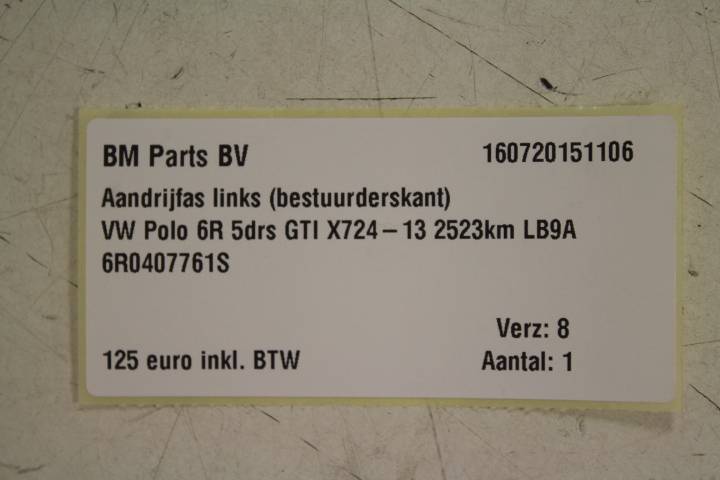 BM Parts BV 160720151106
Aandrijfas links (bestuurderskant)
VW Polo 6R 5drs GTI X724-13 2523km LB9A
6R0407761S
Verz: 8
125 euro inkl. BTW Aantal: 1